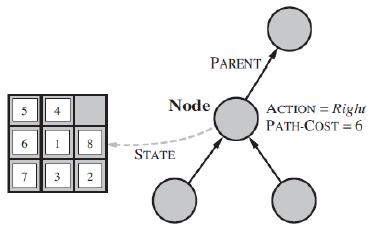 PARENT
5 4
Node
ACTION = Right
6 1 8
PATH-COST = 6
STATE
7 3 2